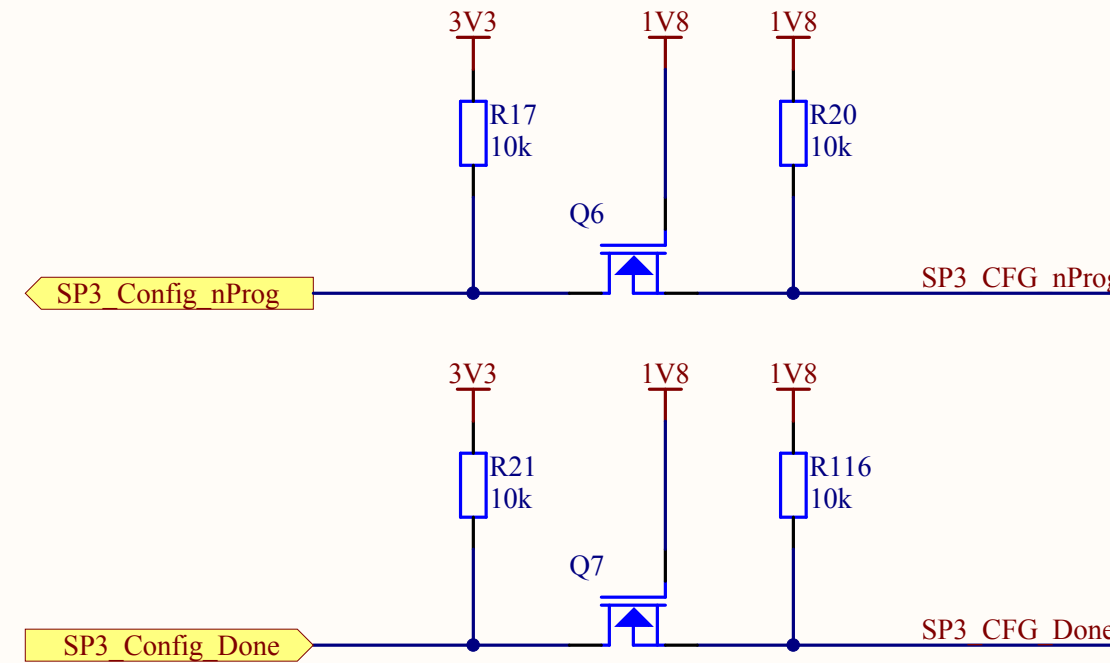 3V3
1V8
1V8
R17
10k
R20
10k
Q6
SP3_Config_nProg
SP3_CFG_nProg
3V3
1V8
1V8
R21
10k
R116
10k
Q7
SP3_Config_Done
SP3_CFG_Done